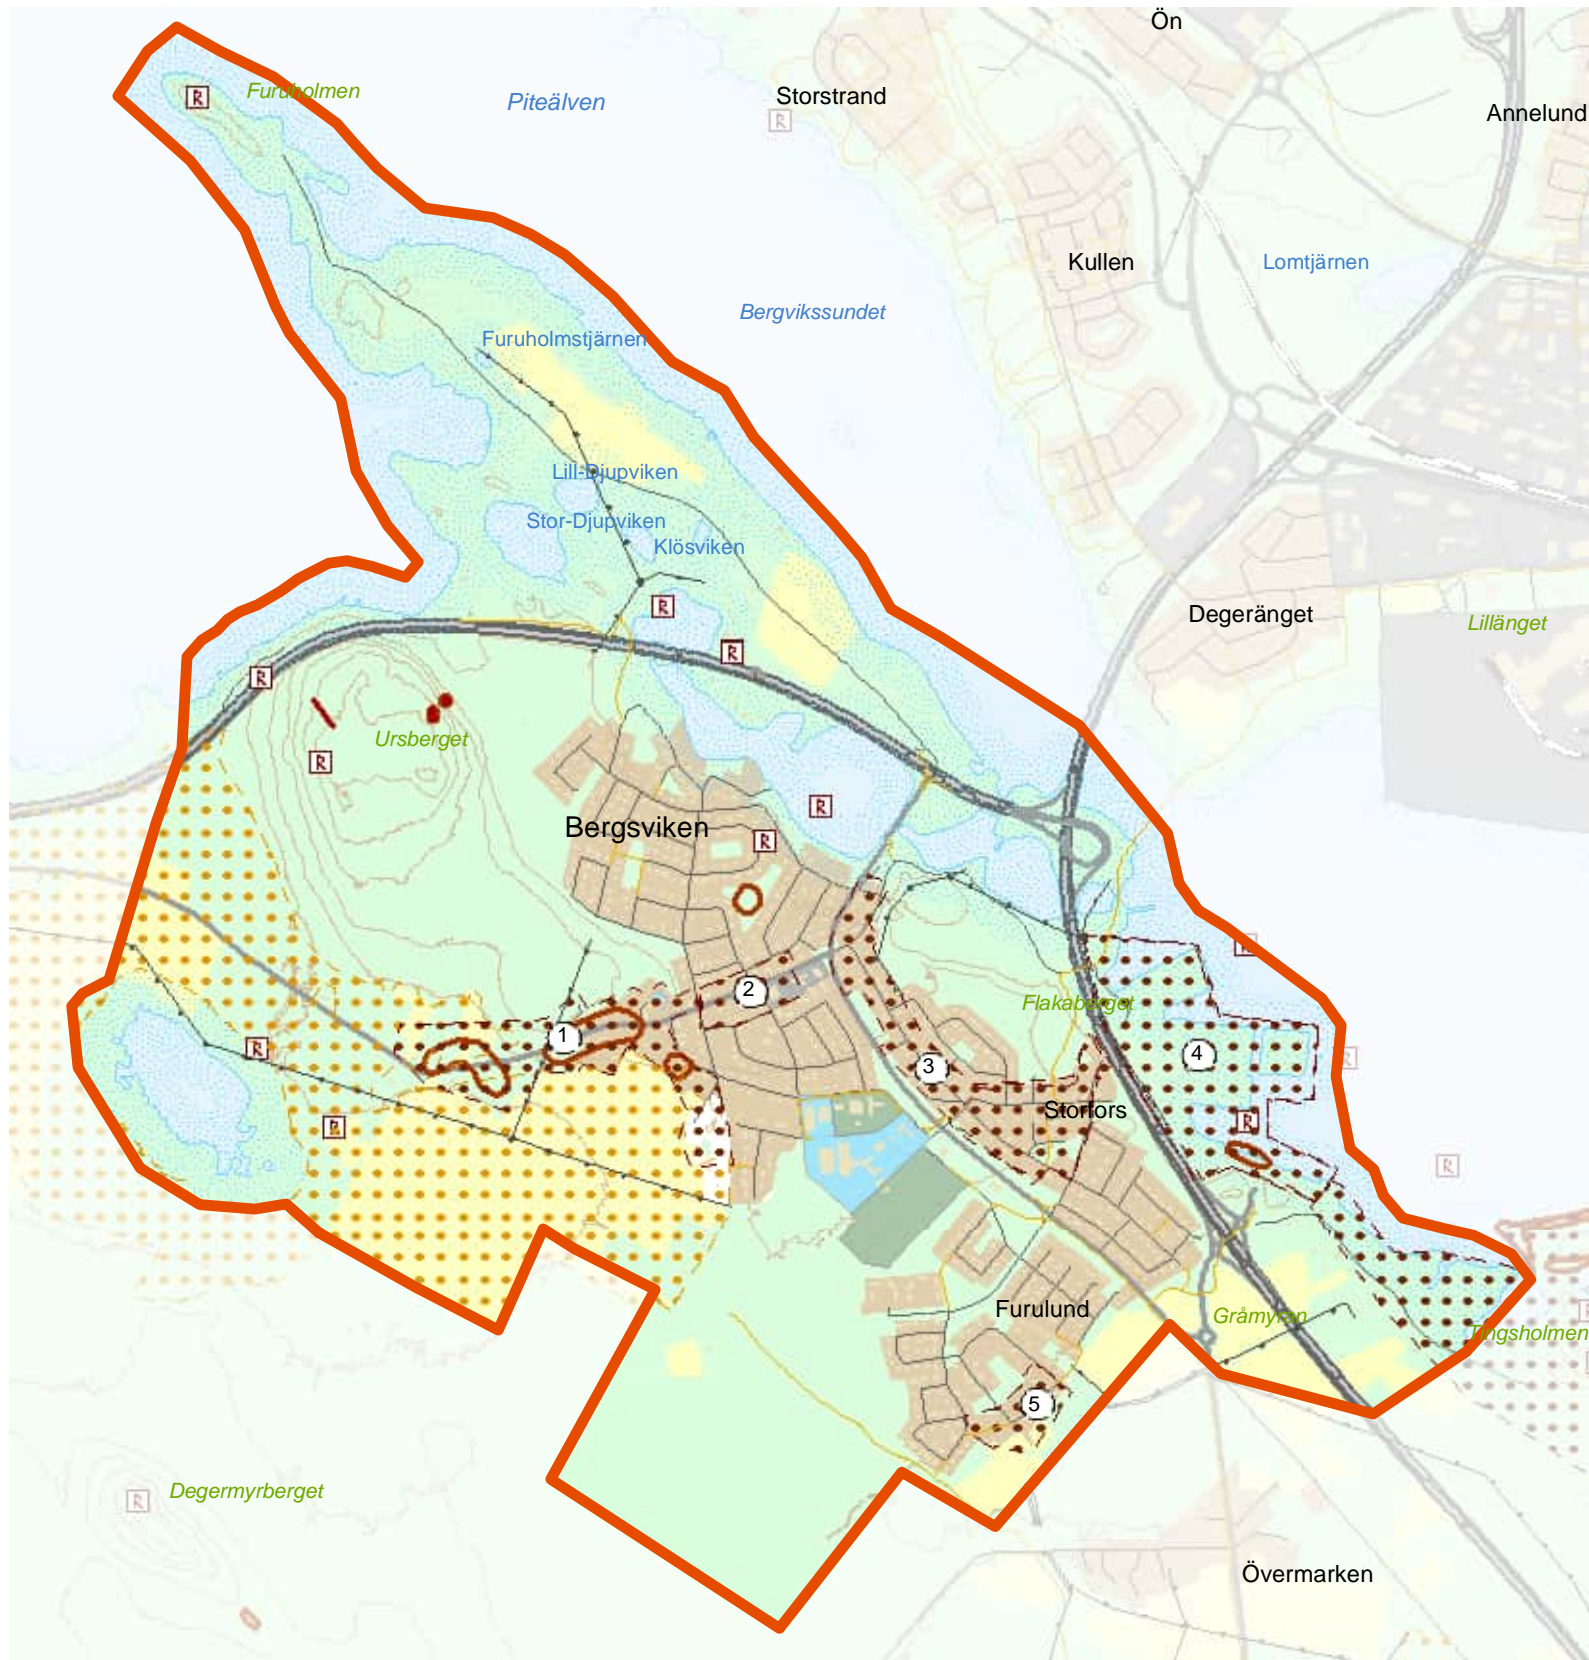 Ön
Furuholmen
Piteälven
Storstrand
R
R
Annelund
Kullen
Lomtjärnen
Bergvikssundet
Furuholmstjärnen
Lill-Djupviken
Stor-Djupviken
Klösviken
R
Degeränget
Lillänget
R
R
Ursberget
R
R
Bergsviken
R
R
2
Flakaberget
1
R
3
4
R
Storfors
R
R
R
Furulund
Gråmyran
Tingsholmen
5
Degermyrberget
R
Övermarken